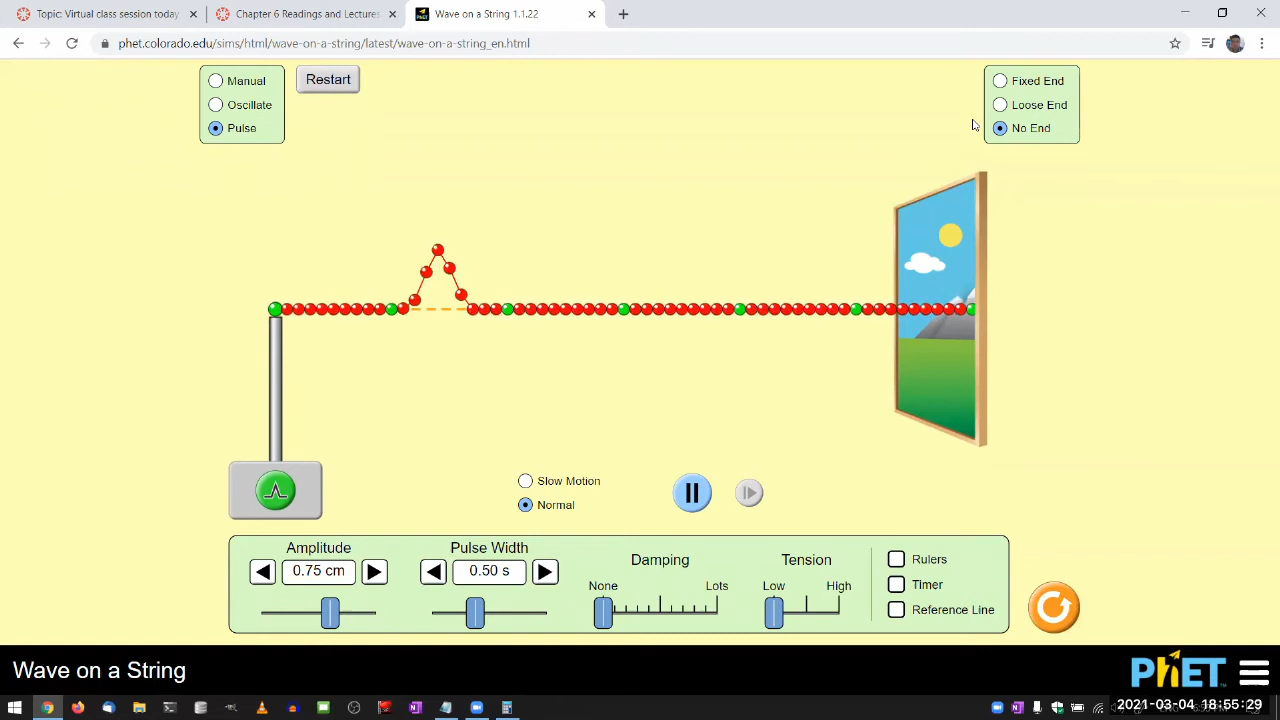 Topic: Virtual class session today
Chapter 6 Readings and Lectures
Wave on a String 1.1.22
phet.colorado.edu/sims/html/wave-on-a-string/latest/wave-on-a-string_en.html
Manual
Oscillate
Pulse
Restart
Fixed End
Loose End
No End
Slow Motion
Normal
Amplitude
0.75 cm
Pulse Width
0.50 s
Damping
None
Lots
Tension
Low
High
Rulers
Timer
Reference Line
Wave on a String
PhET
2021-03-04 18:55:29